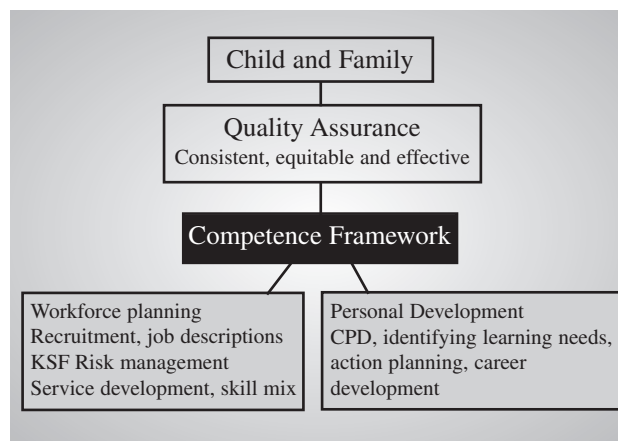 Child and Family
Quality Assurance
Consistent, equitable and effective
Competence Framework
Workforce planning
Recruitment, job descriptions
KSF Risk management
Service development, skill mix
Personal Development
CPD, identifying learning needs,
action planning, career
development